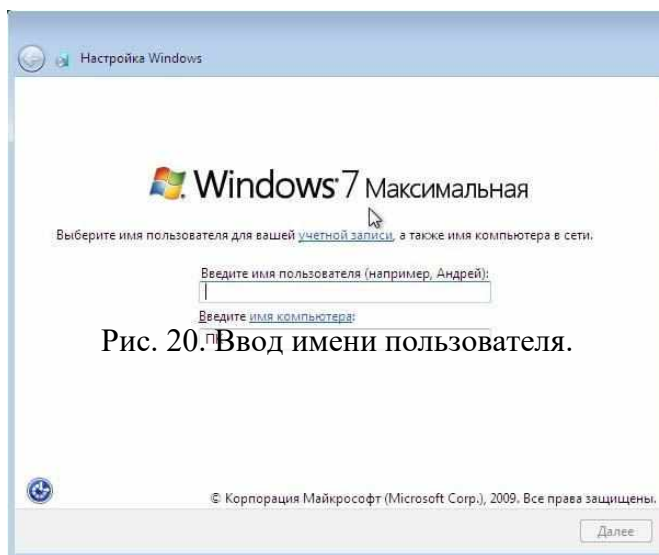 Настройка Windows
Windows 7 Максимальная
Выберите имя пользователя для вашей учетной записи, а также имя компьютера в сети.
Введите имя пользователя (например, Андрей):
Введите имя компьютера:
Рис. 20. Ввод имени пользователя.
© Корпорация Майкрософт (Microsoft Corp.), 2009. Все права защищены.
Далее